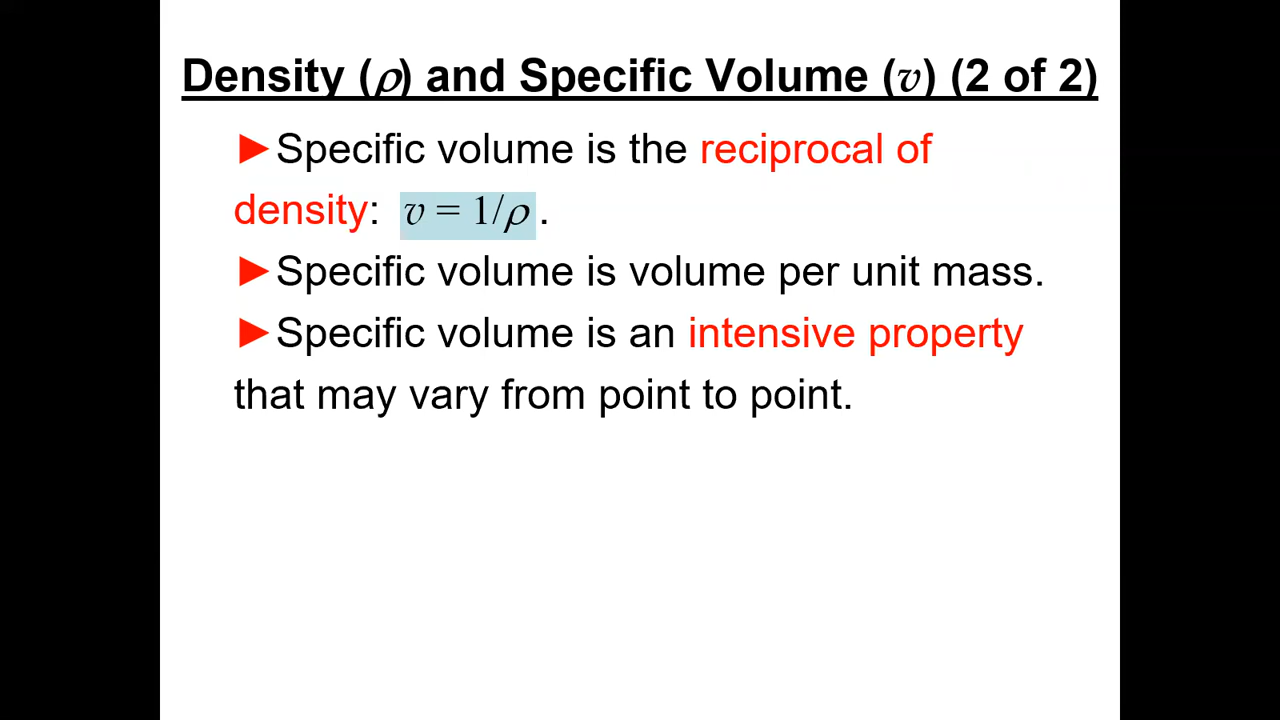 Density (ρ) and Specific Volume (v) (2 of 2)
►Specific volume is the reciprocal of
density: v = 1/ρ .
►Specific volume is volume per unit mass.
►Specific volume is an intensive property
that may vary from point to point.